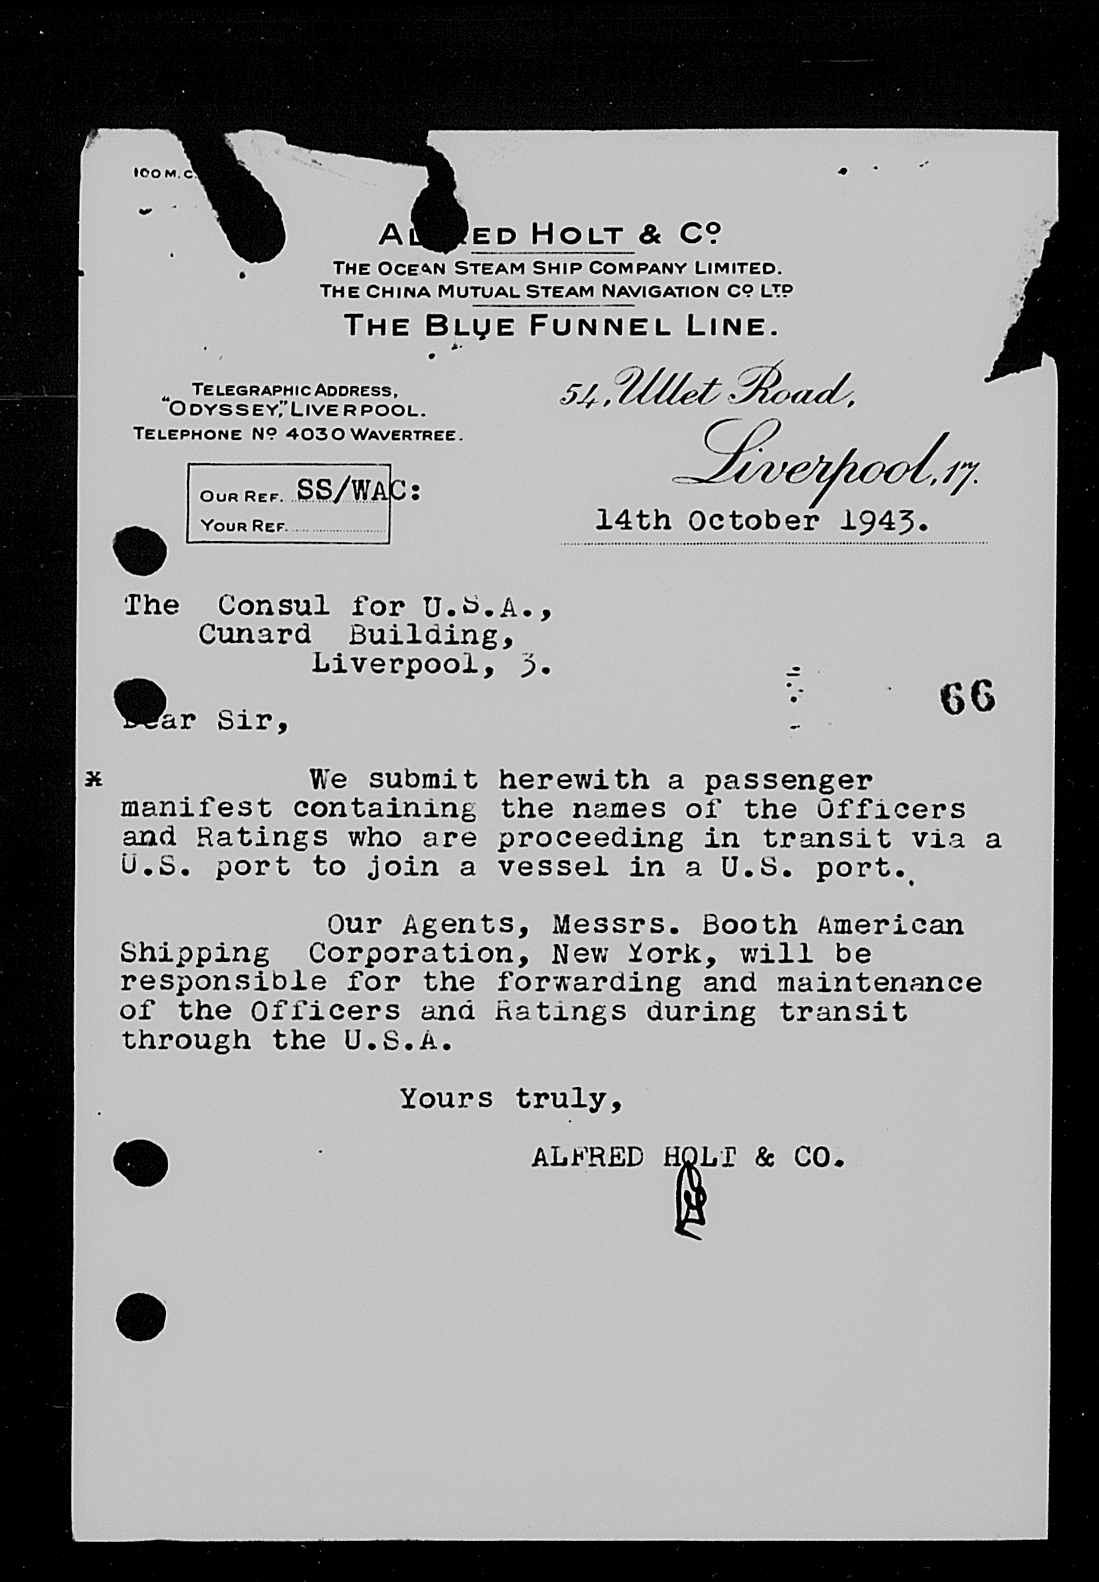 100 M. C.
ALFRED HOLT & Cº
THE OCEAN STEAM SHIP COMPANY LIMITED.
THE CHINA MUTUAL STEAM NAVIGATION Cº LTD
THE BLUE FUNNEL LINE.
TELEGRAPHIC ADDRESS,
"ODYSSEY," LIVERPOOL.
TELEPHONE Nº 4030 WAVERTREE.
54, Ullet Road,
Liverpool, 17.
OUR REF. SS/WAC:
YOUR REF.
14th October 1943.
The Consul for U.S.A.,
Cunard Building,
Liverpool, 3.
66
Dear Sir,
x We submit herewith a passenger
manifest containing the names of the Officers
and Ratings who are proceeding in transit via a
U.S. port to join a vessel in a U.S. port.
Our Agents, Messrs. Booth American
Shipping Corporation, New York, will be
responsible for the forwarding and maintenance
of the Officers and Ratings during transit
through the U.S.A.
Yours truly,
ALFRED HOLT & CO.